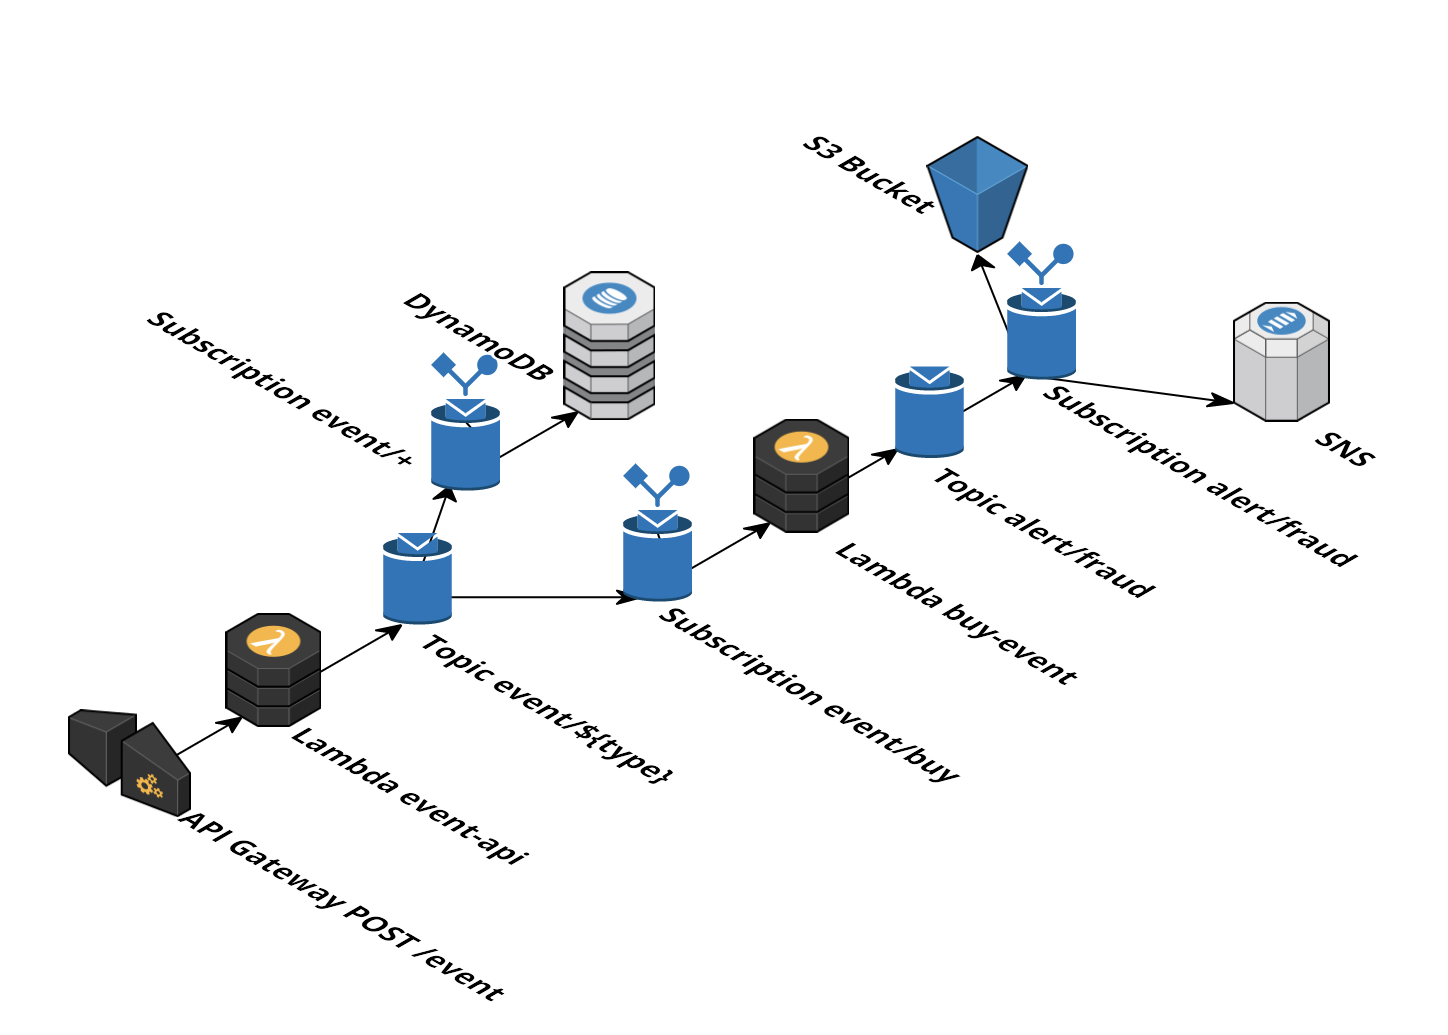 S3 Bucket
DynamoDB
Subscription event/+
SNS
Subscription alert/fraud
Topic alert/fraud
Lambda buy-event
Subscription event/buy
Topic event/${type}
Lambda event-api
API Gateway POST /event